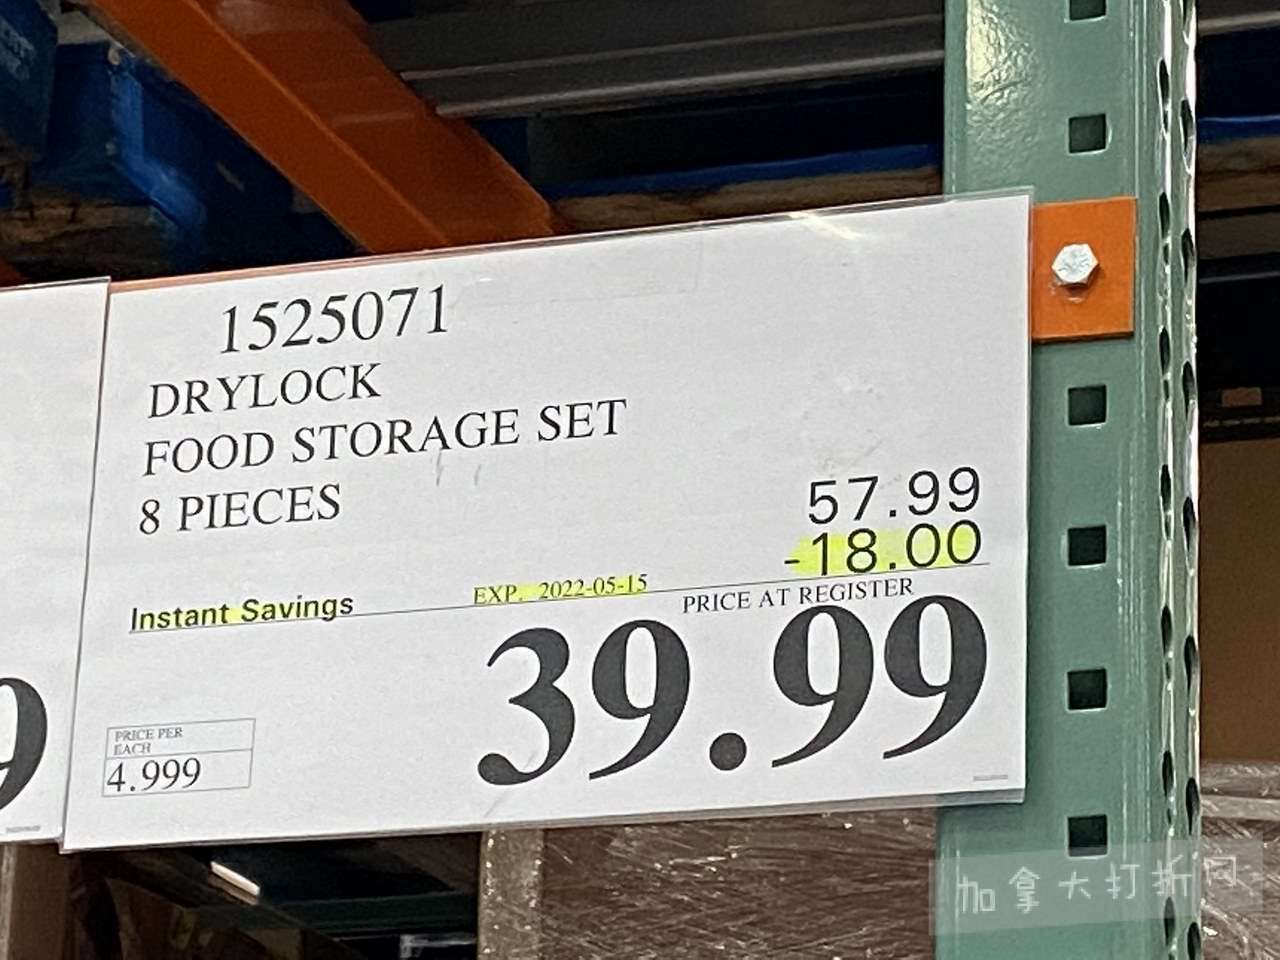 1525071
DRYLOCK
FOOD STORAGE SET
8 PIECES
57.99
-18.00
Instant Savings
EXP. 2022-05-15
PRICE AT REGISTER
39.99
PRICE PER
EACH
4.999
9
加拿大打折网